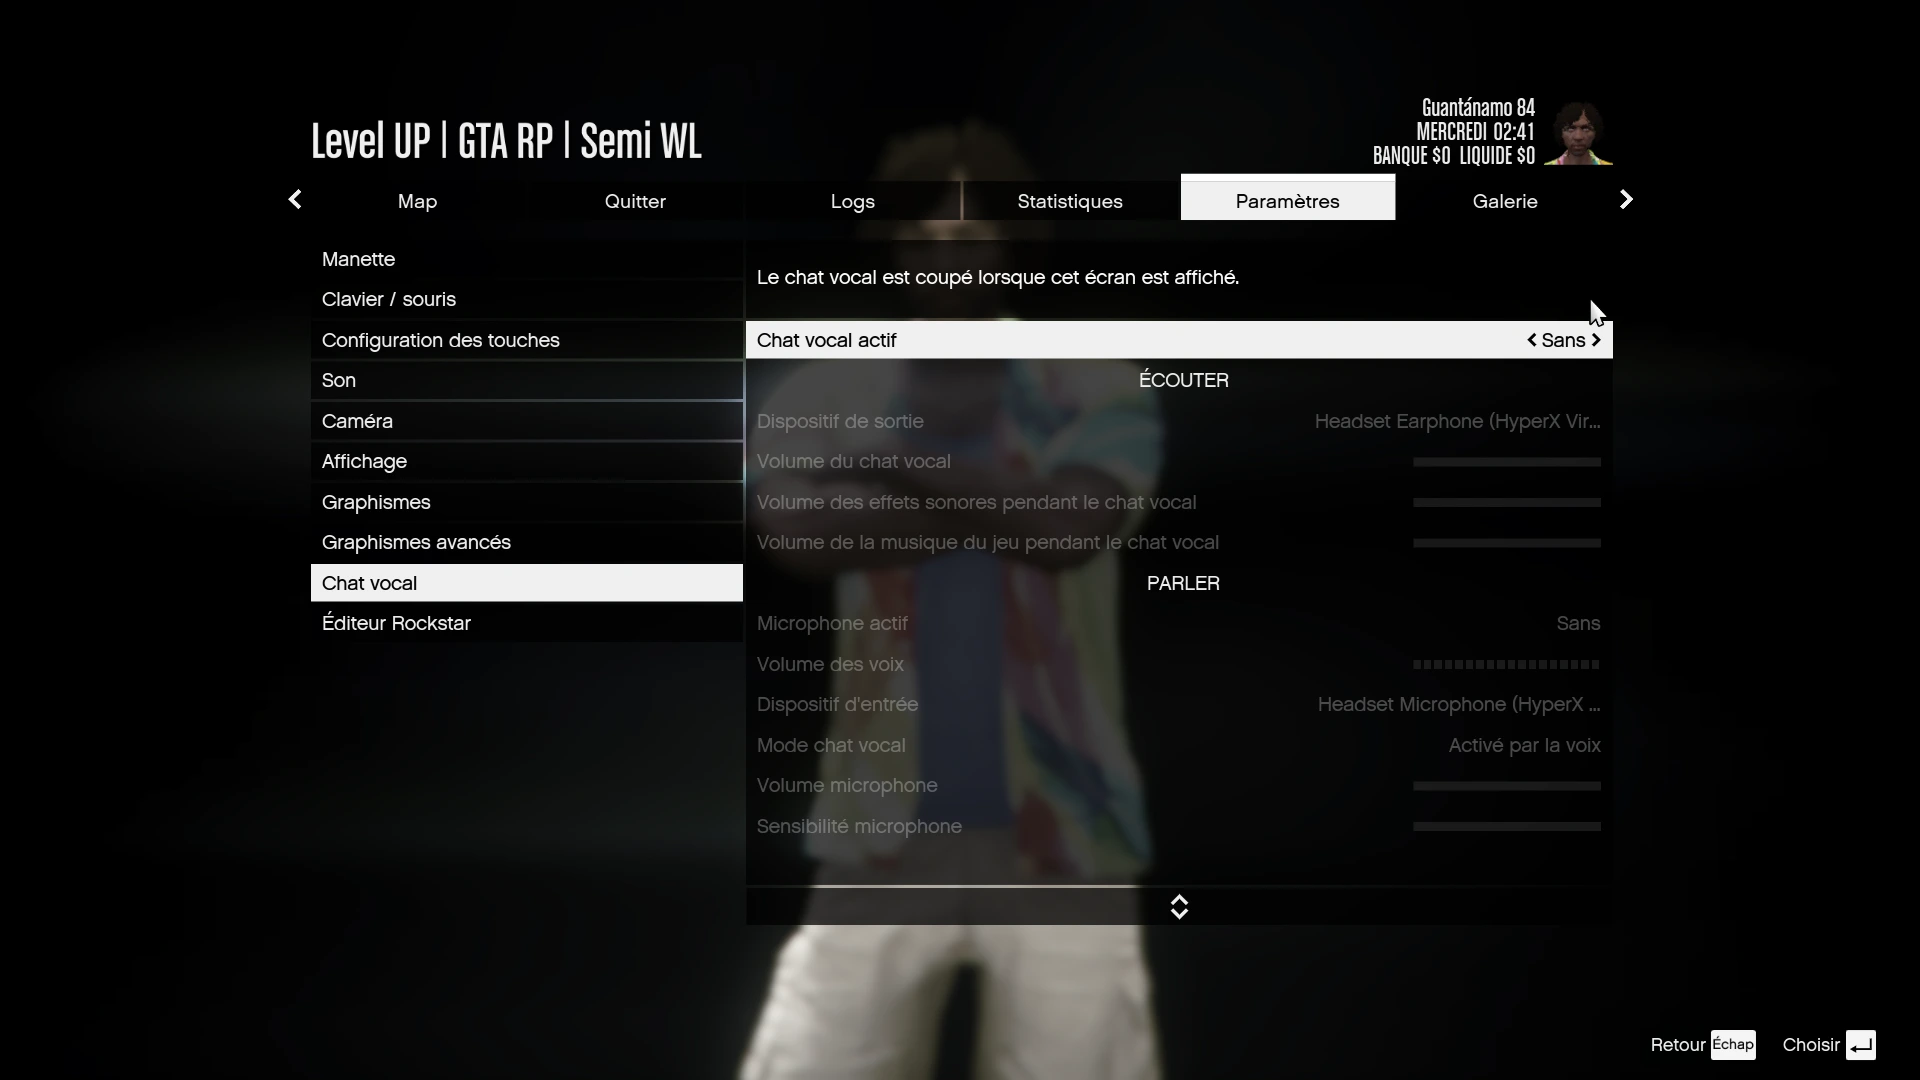 Level UP | GTA RP | Semi WL
Guantánamo 84
MERCREDI 02:41
BANQUE $0 LIQUIDE $0
Map Quitter Logs Statistiques Paramètres Galerie
Manette
Clavier / souris
Configuration des touches
Son
Caméra
Affichage
Graphismes
Graphismes avancés
Chat vocal
Éditeur Rockstar
Le chat vocal est coupé lorsque cet écran est affiché.
Chat vocal actif Sans
ÉCOUTER
Dispositif de sortie Headset Earphone (HyperX Vir...
Volume du chat vocal
Volume des effets sonores pendant le chat vocal
Volume de la musique du jeu pendant le chat vocal
PARLER
Microphone actif Sans
Volume des voix
Dispositif d'entrée Headset Microphone (HyperX ...
Mode chat vocal Activé par la voix
Volume microphone
Sensibilité microphone
Retour Échap Choisir